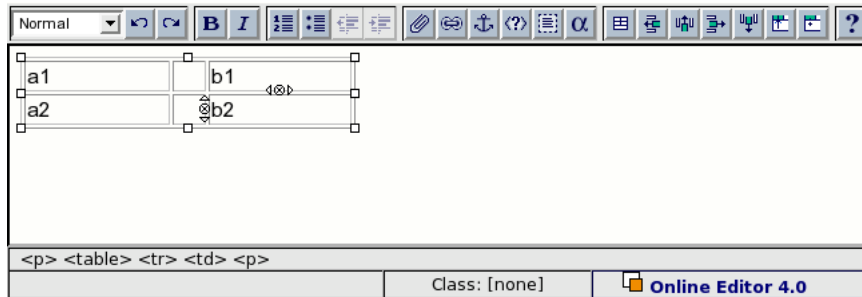 Normal B I <?> α ?
a1 b1
a2 b2
<p> <table> <tr> <td> <p>
Class: [none] Online Editor 4.0